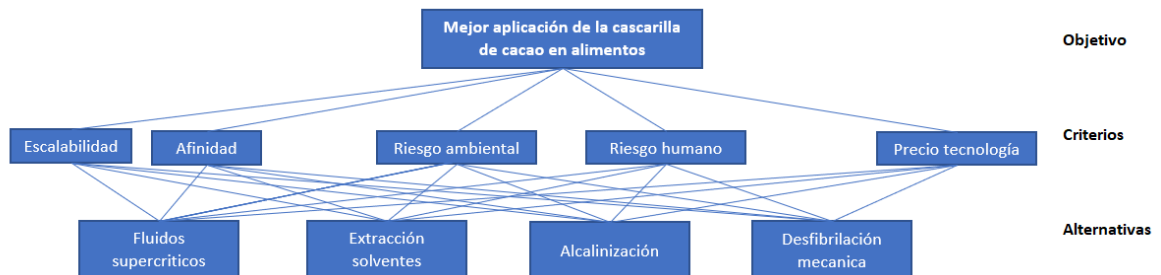 Mejor aplicación de la cascarilla
de cacao en alimentos
Objetivo
Escalabilidad
Afinidad
Riesgo ambiental
Riesgo humano
Precio tecnología
Criterios
Fluidos
supercriticos
Extracción
solventes
Alcalinización
Desfibrilación
mecanica
Alternativas